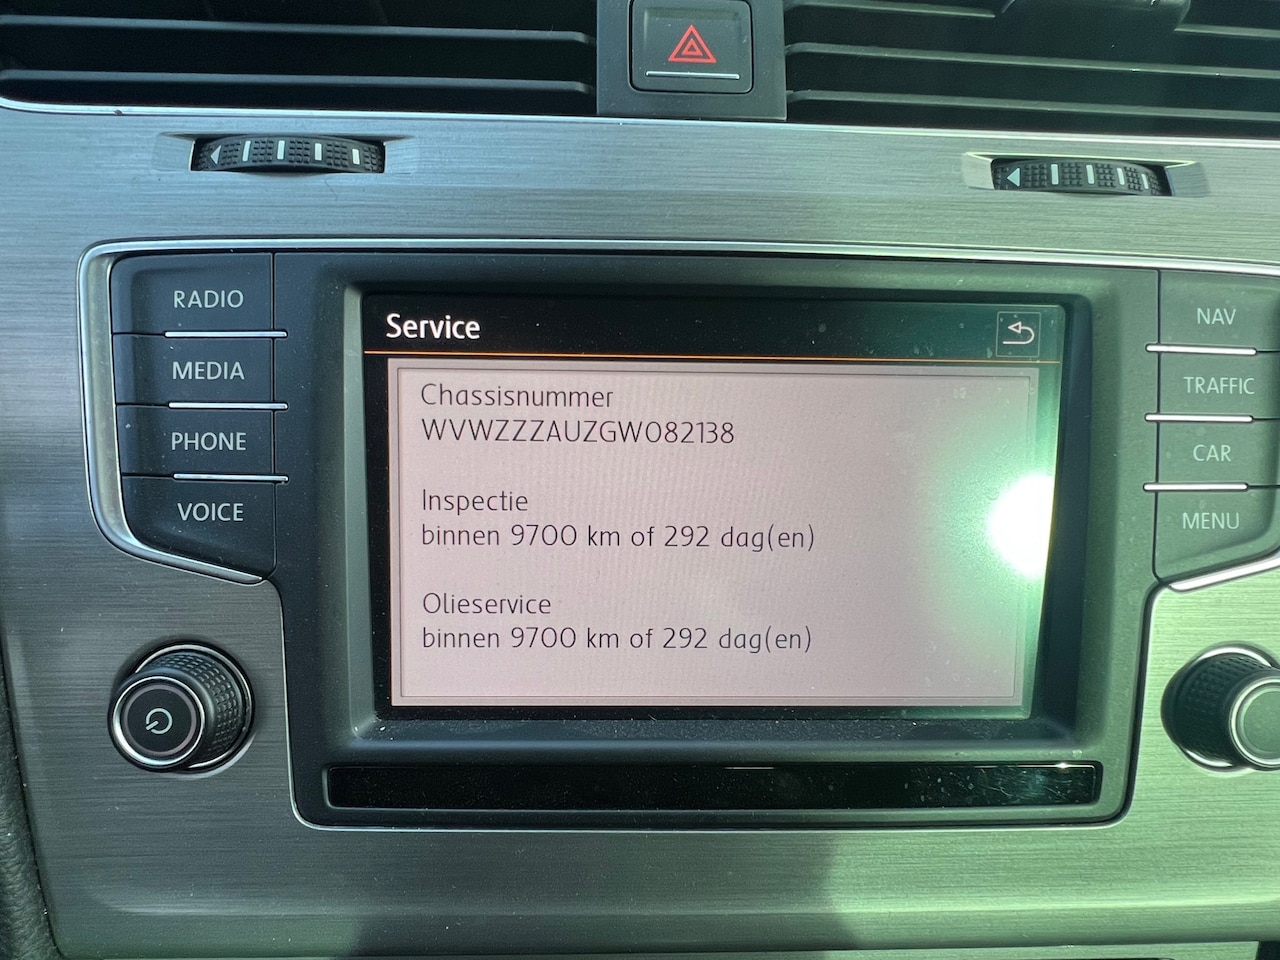 RADIO
MEDIA
PHONE
VOICE
Service
Chassisnummer
WVWZZZAUZGW082138
Inspectie
binnen 9700 km of 292 dag(en)
Olieservice
binnen 9700 km of 292 dag(en)
NAV
TRAFFIC
CAR
MENU